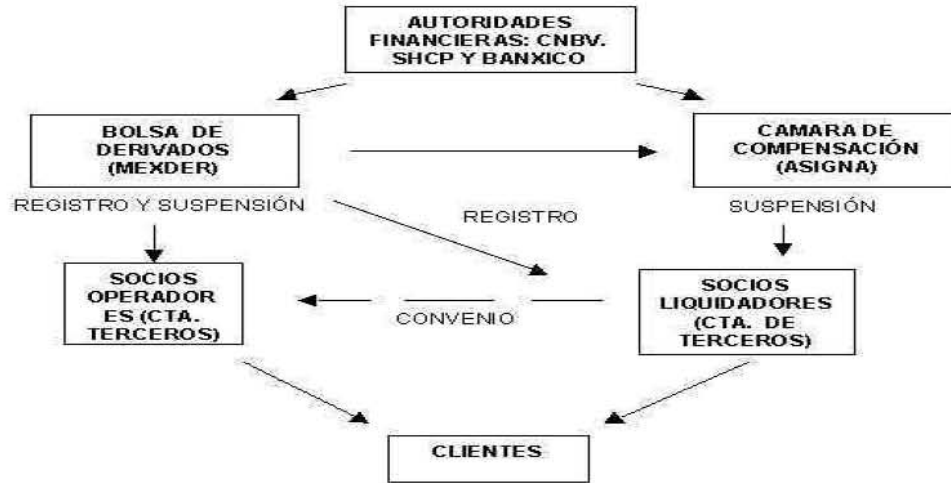 AUTORIDADES
FINANCIERAS: CNBV.
SHCP Y BANXICO
BOLSA DE
DERIVADOS
(MEXDER)
CAMARA DE
COMPENSACIÓN
(ASIGNA)
REGISTRO Y SUSPENSIÓN
REGISTRO
SUSPENSIÓN
SOCIOS
OPERADOR
ES (CTA.
TERCEROS)
CONVENIO
SOCIOS
LIQUIDADORES
(CTA. DE
TERCEROS)
CLIENTES